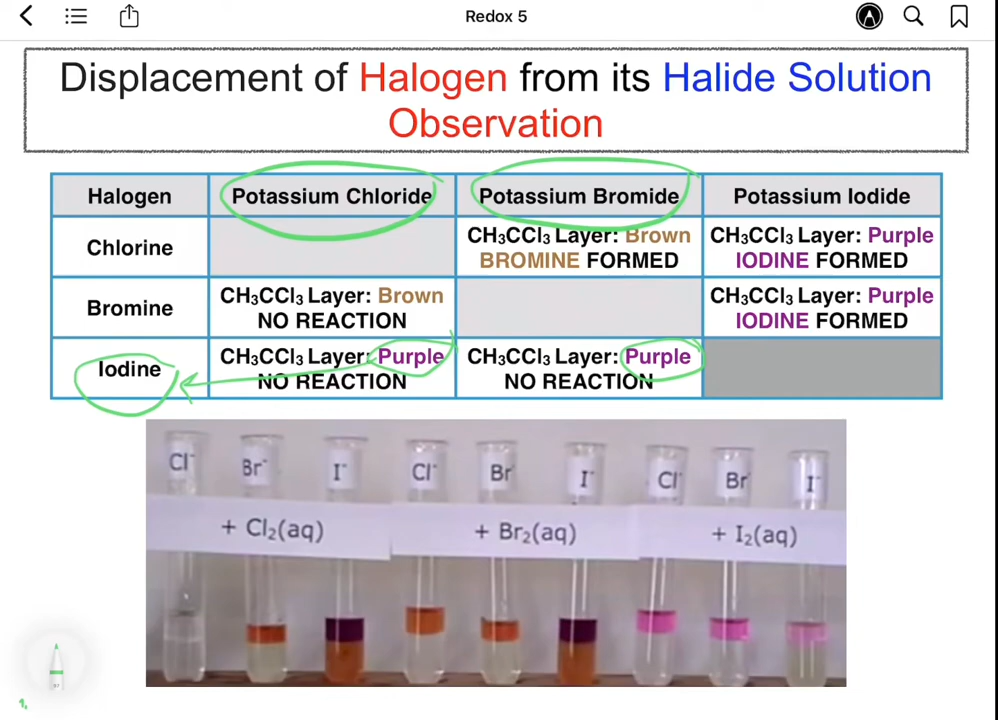 Redox 5
Displacement of Halogen from its Halide Solution
Observation
Halogen Potassium Chloride Potassium Bromide Potassium Iodide
Chlorine
CH₃CCl₃ Layer: Brown
BROMINE FORMED
CH₃CCl₃ Layer: Purple
IODINE FORMED
Bromine
CH₃CCl₃ Layer: Brown
NO REACTION
CH₃CCl₃ Layer: Purple
IODINE FORMED
Iodine
CH₃CCl₃ Layer: Purple
NO REACTION
CH₃CCl₃ Layer: Purple
NO REACTION
Cl⁻ Br⁻ I⁻ Cl⁻ Br⁻ I⁻ Cl⁻ Br⁻ I⁻
+ Cl₂(aq) + Br₂(aq) + I₂(aq)